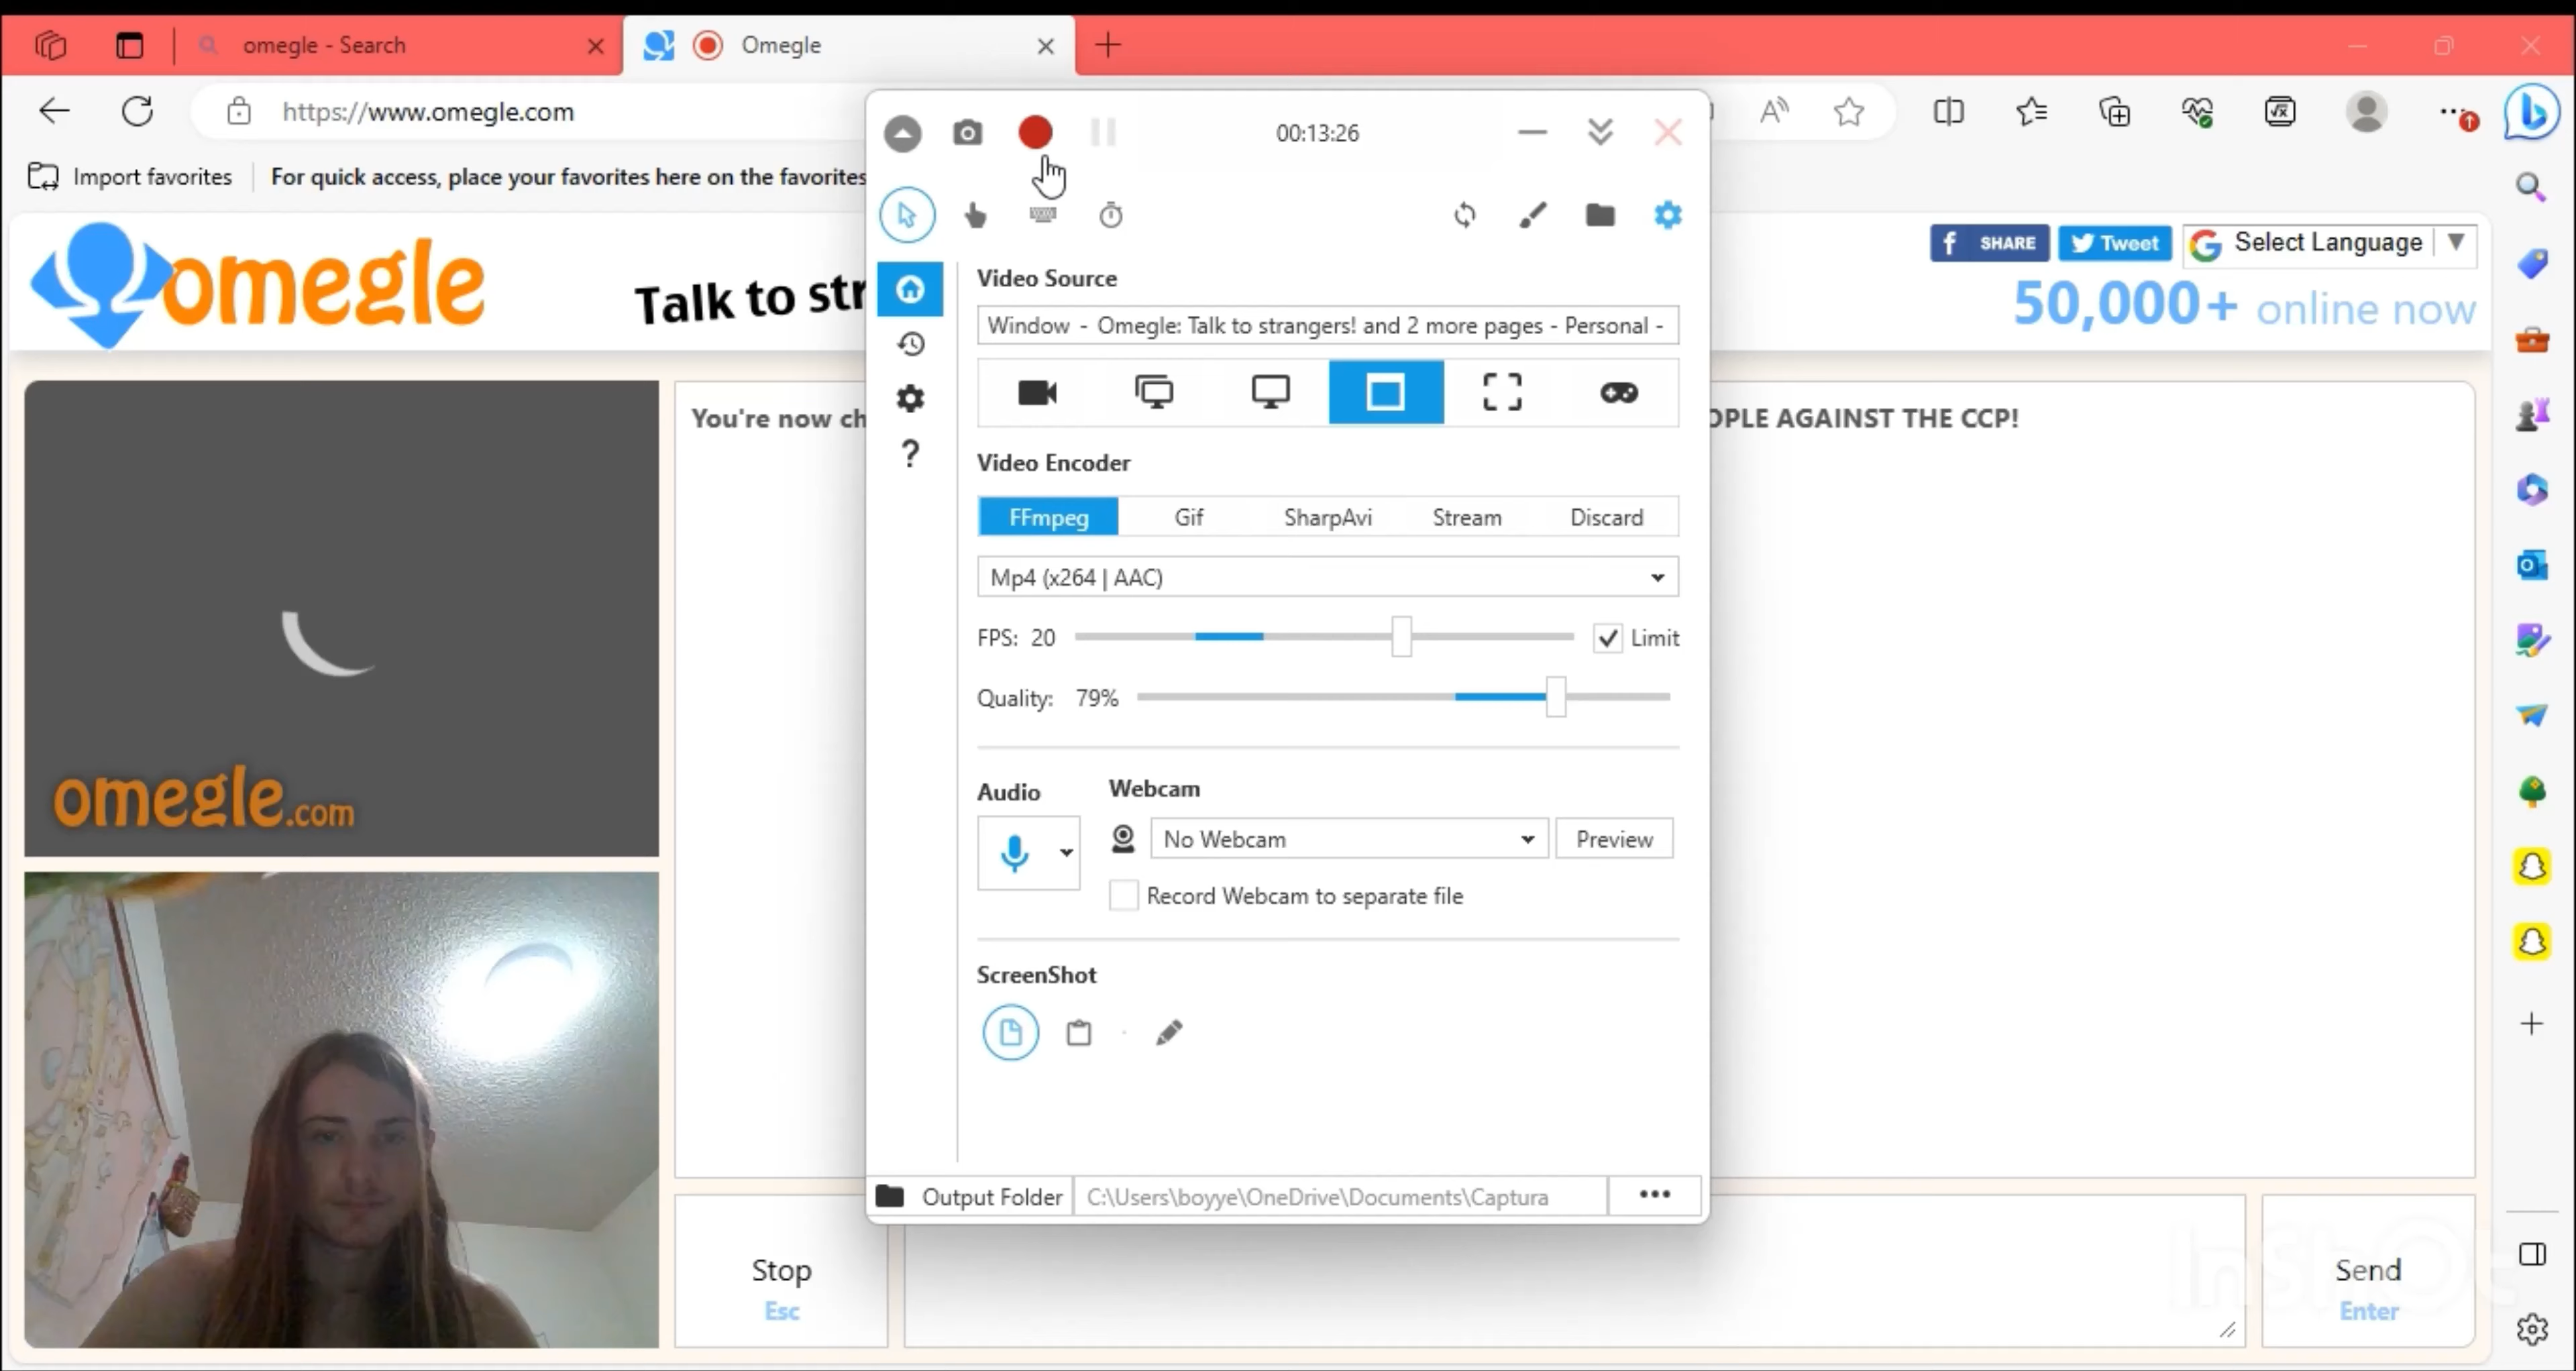 omegle - Search
Omegle
https://www.omegle.com
00:13:26
Import favorites
For quick access, place your favorites here on the favorites
omegle
Talk to str
SHARE
Tweet
Select Language
50,000+ online now
Video Source
Window - Omegle: Talk to strangers! and 2 more pages - Personal -
You're now ch
OPLE AGAINST THE CCP!
Video Encoder
FFmpeg Gif SharpAvi Stream Discard
Mp4 (x264 | AAC)
FPS: 20
Limit
Quality: 79%
omegle.com
Audio
Webcam
No Webcam
Preview
Record Webcam to separate file
ScreenShot
Output Folder
C:\Users\boyye\OneDrive\Documents\Captura
Stop
Esc
Send
Enter
InShOt